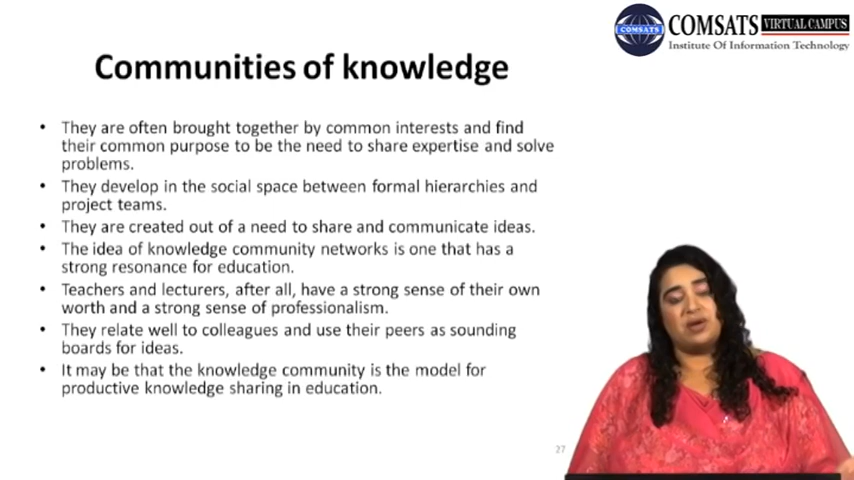 COMSATS VIRTUAL CAMPUS
Institute Of Information Technology
COMSATS
Communities of knowledge
• They are often brought together by common interests and find
their common purpose to be the need to share expertise and solve
problems.
• They develop in the social space between formal hierarchies and
project teams.
• They are created out of a need to share and communicate ideas.
• The idea of knowledge community networks is one that has a
strong resonance for education.
• Teachers and lecturers, after all, have a strong sense of their own
worth and a strong sense of professionalism.
• They relate well to colleagues and use their peers as sounding
boards for ideas.
• It may be that the knowledge community is the model for
productive knowledge sharing in education.
27